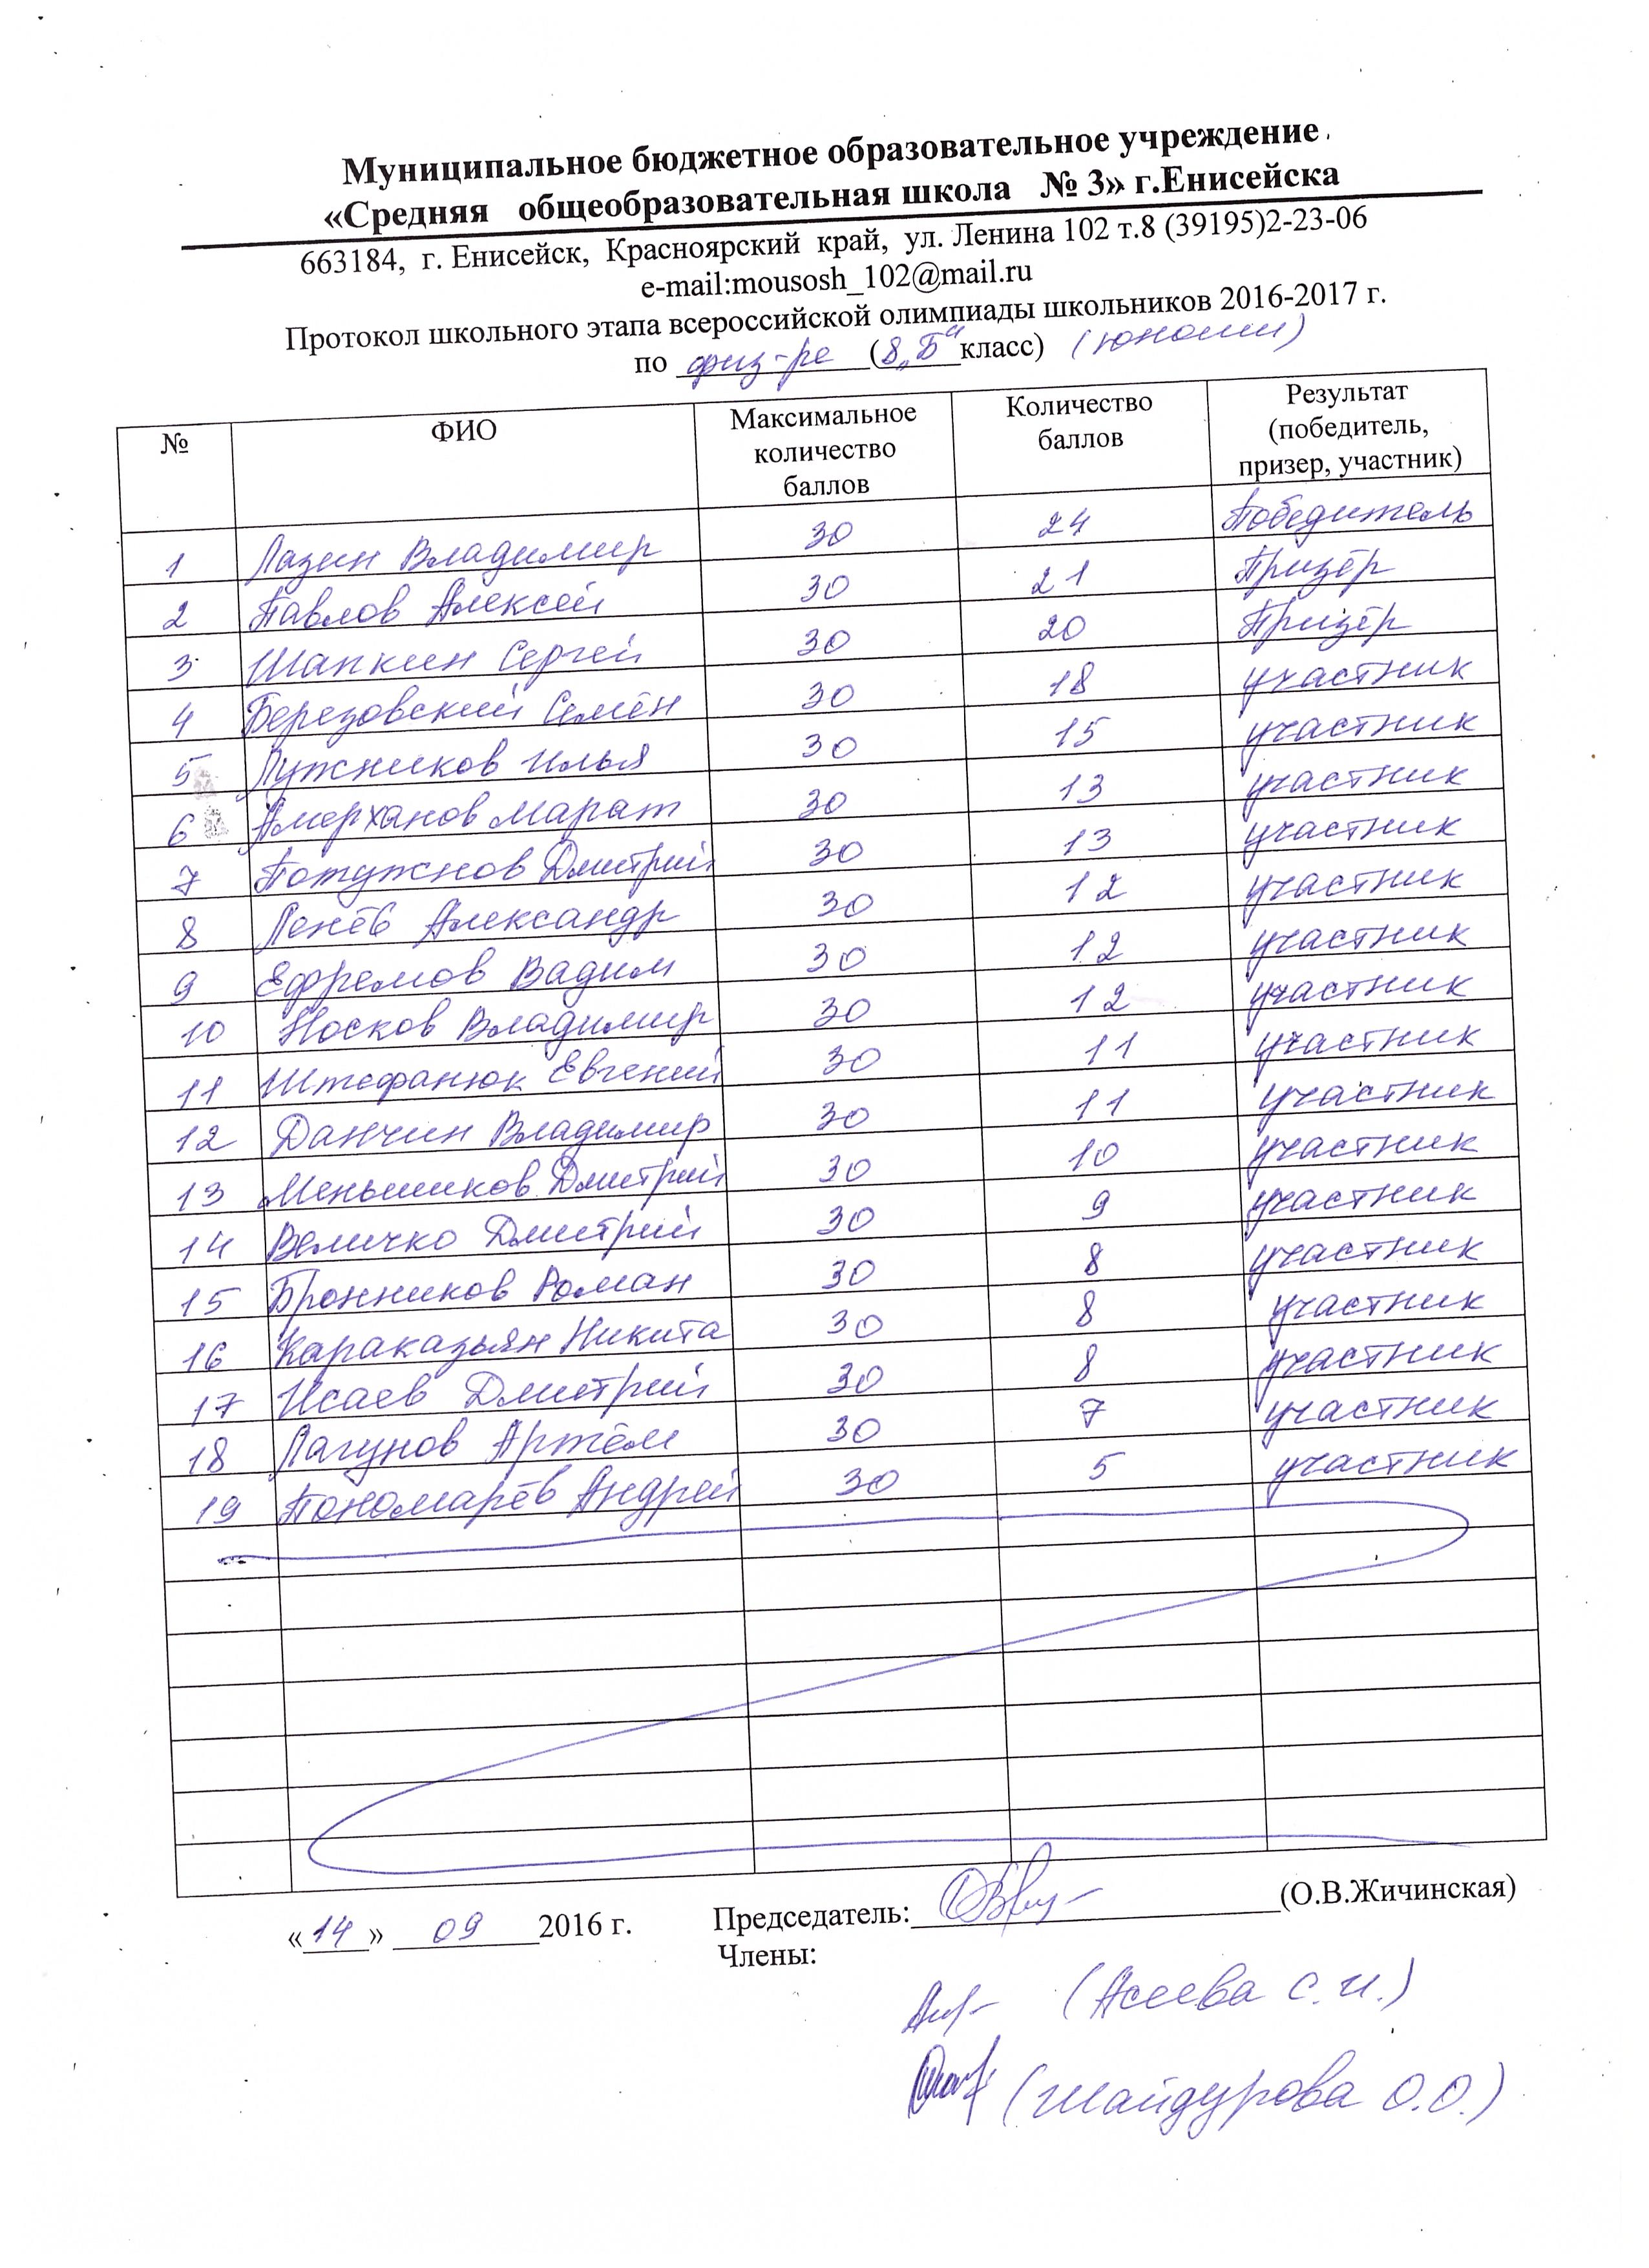 Муниципальное бюджетное образовательное учреждение
«Средняя общеобразовательная школа № 3» г.Енисейска
663184, г. Енисейск, Красноярский край, ул. Ленина 102 т.8 (39195)2-23-06
e-mail:mousosh_102@mail.ru
Протокол школьного этапа всероссийской олимпиады школьников 2016-2017 г.
по физ-ре (8„Б“ класс) (юноши)
№ ФИО Максимальное количество баллов Количество баллов Результат (победитель, призер, участник)
1 Лазин Владимир 30 24 Победитель
2 Павлов Алексей 30 21 Призёр
3 Шапкин Сергей 30 20 Призёр
4 Березовский Семён 30 18 участник
5 Лужников Илья 30 15 участник
6 Амерханов Марат 30 13 участник
7 Потужнов Дмитрий 30 13 участник
8 Ленёв Александр 30 12 участник
9 Ефремов Вадим 30 12 участник
10 Носков Владимир 30 12 участник
11 Штефанюк Евгений 30 11 участник
12 Данчин Владимир 30 11 участник
13 Меньшиков Дмитрий 30 10 участник
14 Величко Дмитрий 30 9 участник
15 Бронников Роман 30 8 участник
16 Караказьян Никита 30 8 участник
17 Исаев Дмитрий 30 8 участник
18 Лагунов Артём 30 7 участник
19 Пономарёв Андрей 30 5 участник
«14» 09 2016 г. Председатель: (О.В.Жичинская)
Члены:
(Асеева С.И.)
(Шайдурова О.О.)